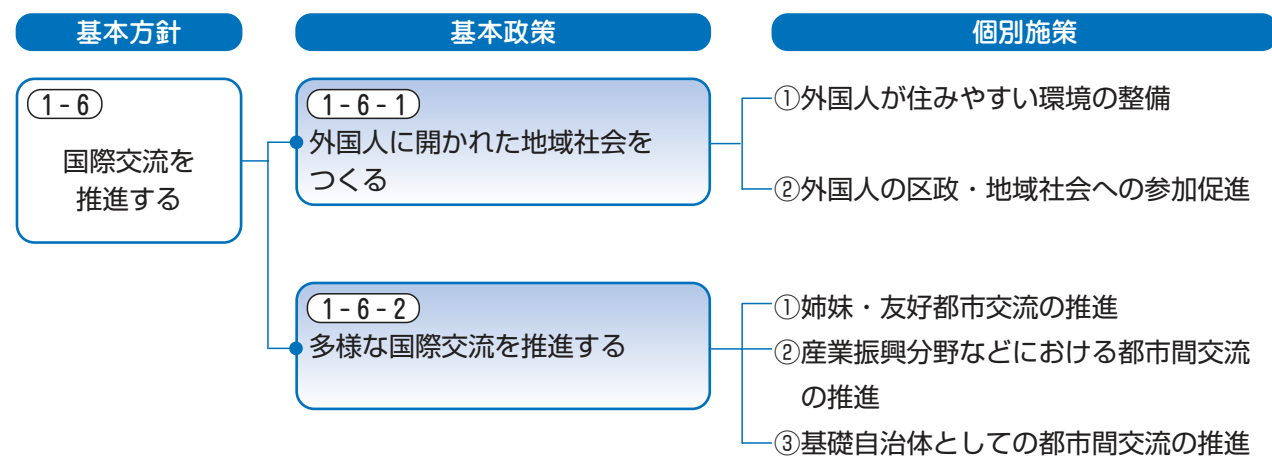 基本方針
基本政策
個別施策
1-6
国際交流を
推進する
1-6-1
外国人に開かれた地域社会を
つくる
①外国人が住みやすい環境の整備
②外国人の区政・地域社会への参加促進
1-6-2
多様な国際交流を推進する
①姉妹・友好都市交流の推進
②産業振興分野などにおける都市間交流
の推進
③基礎自治体としての都市間交流の推進